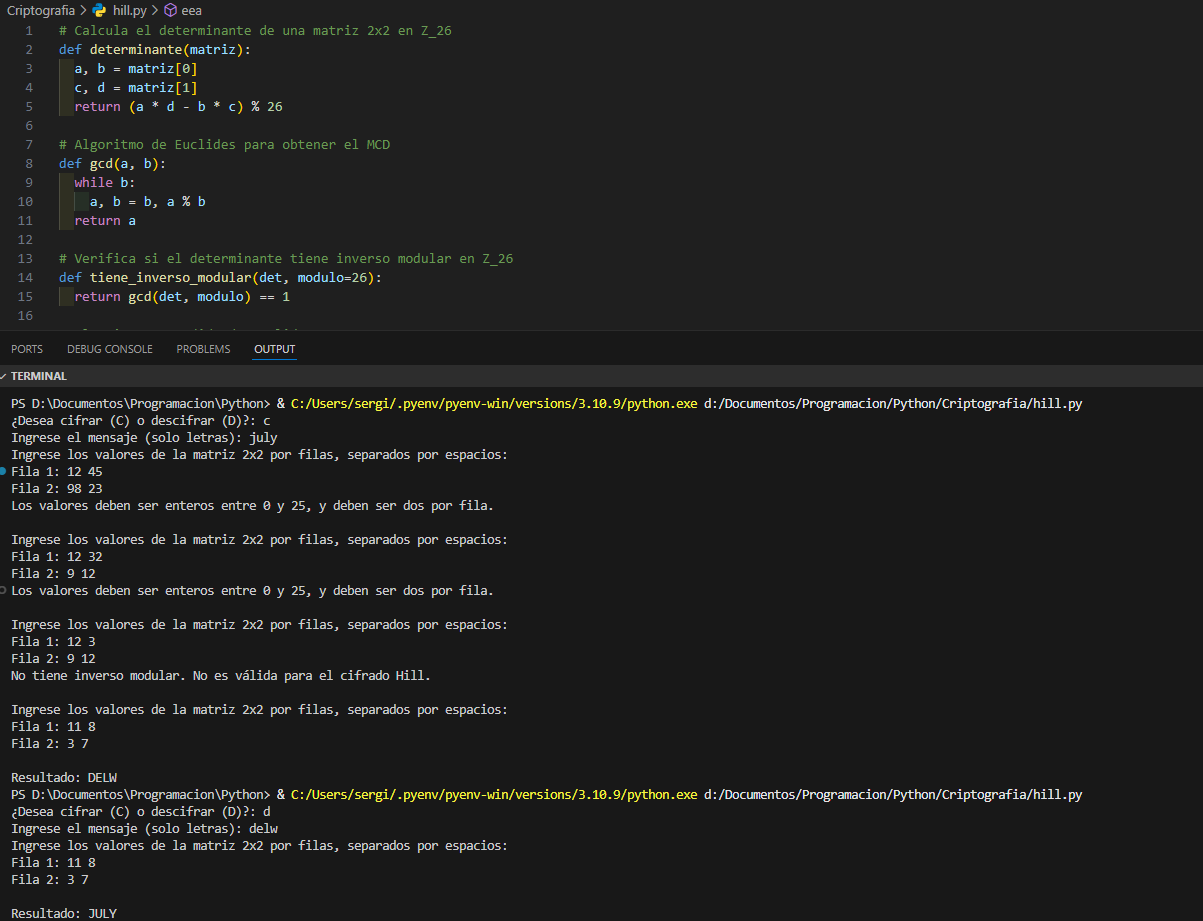 Criptografia > hill.py > eea
1 # Calcula el determinante de una matriz 2x2 en Z_26
2 def determinante(matriz):
3 a, b = matriz[0]
4 c, d = matriz[1]
5 return (a * d - b * c) % 26
6
7 # Algoritmo de Euclides para obtener el MCD
8 def gcd(a, b):
9 while b:
10 a, b = b, a % b
11 return a
12
13 # Verifica si el determinante tiene inverso modular en Z_26
14 def tiene_inverso_modular(det, modulo=26):
15 return gcd(det, modulo) == 1
16
PORTS DEBUG CONSOLE PROBLEMS OUTPUT
TERMINAL
PS D:\Documentos\Programacion\Python> & C:/Users/sergi/.pyenv/pyenv-win/versions/3.10.9/python.exe d:/Documentos/Programacion/Python/Criptografia/hill.py
¿Desea cifrar (C) o descifrar (D)?: c
Ingrese el mensaje (solo letras): july
Ingrese los valores de la matriz 2x2 por filas, separados por espacios:
Fila 1: 12 45
Fila 2: 98 23
Los valores deben ser enteros entre 0 y 25, y deben ser dos por fila.
Ingrese los valores de la matriz 2x2 por filas, separados por espacios:
Fila 1: 12 32
Fila 2: 9 12
Los valores deben ser enteros entre 0 y 25, y deben ser dos por fila.
Ingrese los valores de la matriz 2x2 por filas, separados por espacios:
Fila 1: 12 3
Fila 2: 9 12
No tiene inverso modular. No es válida para el cifrado Hill.
Ingrese los valores de la matriz 2x2 por filas, separados por espacios:
Fila 1: 11 8
Fila 2: 3 7
Resultado: DELW
PS D:\Documentos\Programacion\Python> & C:/Users/sergi/.pyenv/pyenv-win/versions/3.10.9/python.exe d:/Documentos/Programacion/Python/Criptografia/hill.py
¿Desea cifrar (C) o descifrar (D)?: d
Ingrese el mensaje (solo letras): delw
Ingrese los valores de la matriz 2x2 por filas, separados por espacios:
Fila 1: 11 8
Fila 2: 3 7
Resultado: JULY